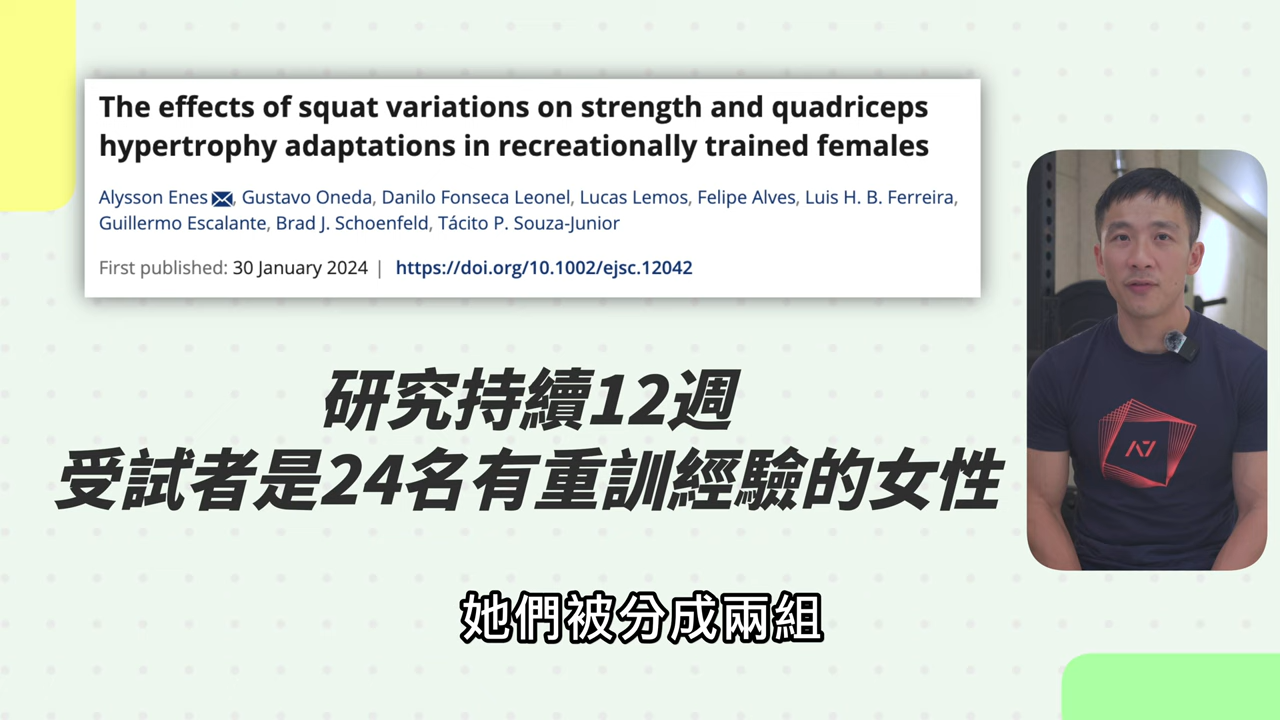 The effects of squat variations on strength and quadriceps
hypertrophy adaptations in recreationally trained females
Alysson Enes, Gustavo Oneda, Danilo Fonseca Leonel, Lucas Lemos, Felipe Alves, Luis H. B. Ferreira,
Guillermo Escalante, Brad J. Schoenfeld, Tácito P. Souza-Junior
First published: 30 January 2024 | https://doi.org/10.1002/ejsc.12042
研究持續12週
受試者是24名有重訓經驗的女性
A7
她們被分成兩組